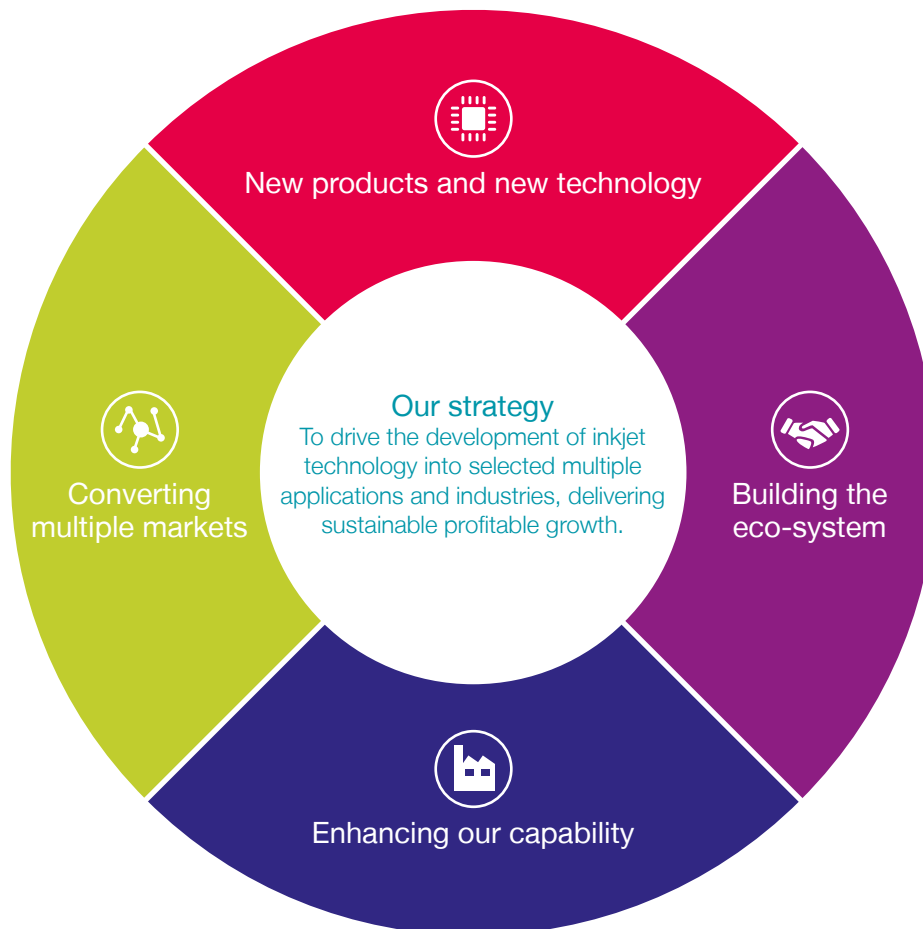 New products and new technology
Converting
multiple markets
Our strategy
To drive the development of inkjet
technology into selected multiple
applications and industries, delivering
sustainable profitable growth.
Building the
eco-system
Enhancing our capability